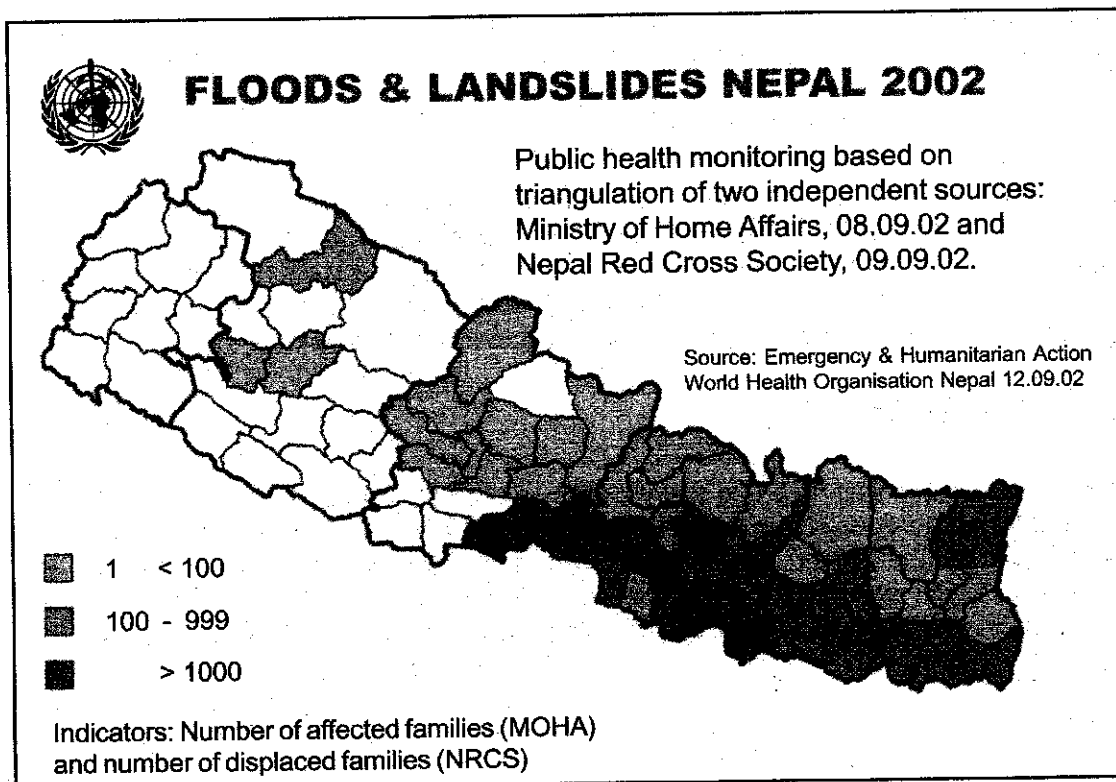 FLOODS & LANDSLIDES NEPAL 2002
Public health monitoring based on
triangulation of two independent sources:
Ministry of Home Affairs, 08.09.02 and
Nepal Red Cross Society, 09.09.02.
Source: Emergency & Humanitarian Action
World Health Organisation Nepal 12.09.02
1 < 100
100 - 999
> 1000
Indicators: Number of affected families (MOHA)
and number of displaced families (NRCS)